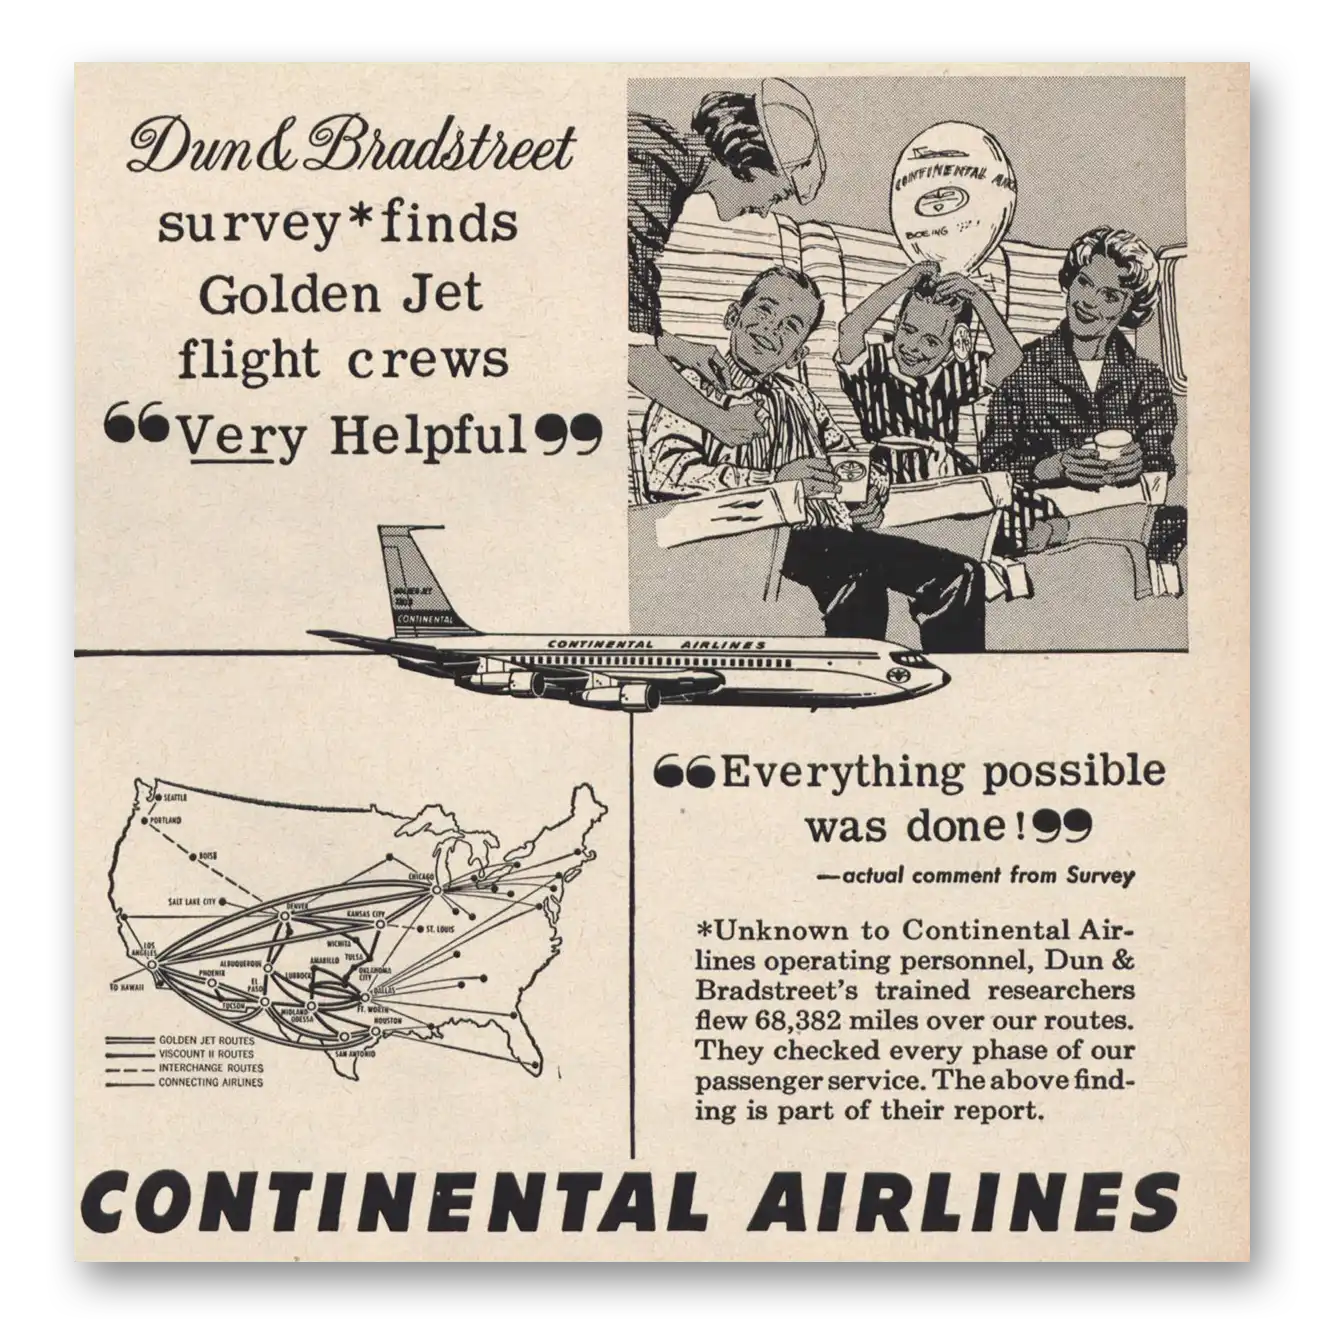 Dun & Bradstreet
survey*finds
Golden Jet
flight crews
“Very Helpful”
CONTINENTAL
BOEING
GOLDEN JET
CONTINENTAL
CONTINENTAL AIRLINES
SEATTLE
PORTLAND
BOISE
SALT LAKE CITY
DENVER
CHICAGO
KANSAS CITY
ST. LOUIS
LOS
ANGELES
WICHITA
TULSA
ALBUQUERQUE
AMARILLO
PHOENIX
LUBBOCK
OKLAHOMA
CITY
TO HAWAII
EL
PASO
DALLAS
TUCSON
MIDLAND
ODESSA
FT. WORTH
HOUSTON
SAN ANTONIO
GOLDEN JET ROUTES
VISCOUNT II ROUTES
INTERCHANGE ROUTES
CONNECTING AIRLINES
“Everything possible
was done!”
—actual comment from Survey
*Unknown to Continental Air-
lines operating personnel, Dun &
Bradstreet's trained researchers
flew 68,382 miles over our routes.
They checked every phase of our
passenger service. The above find-
ing is part of their report.
CONTINENTAL AIRLINES